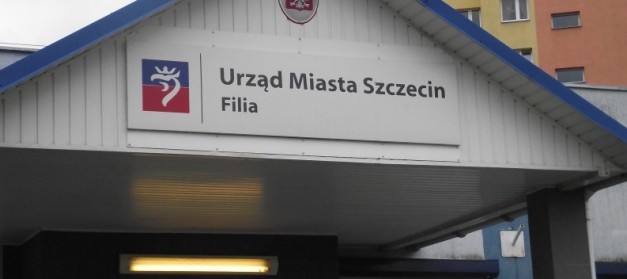 Urząd Miasta Szczecin
Filia